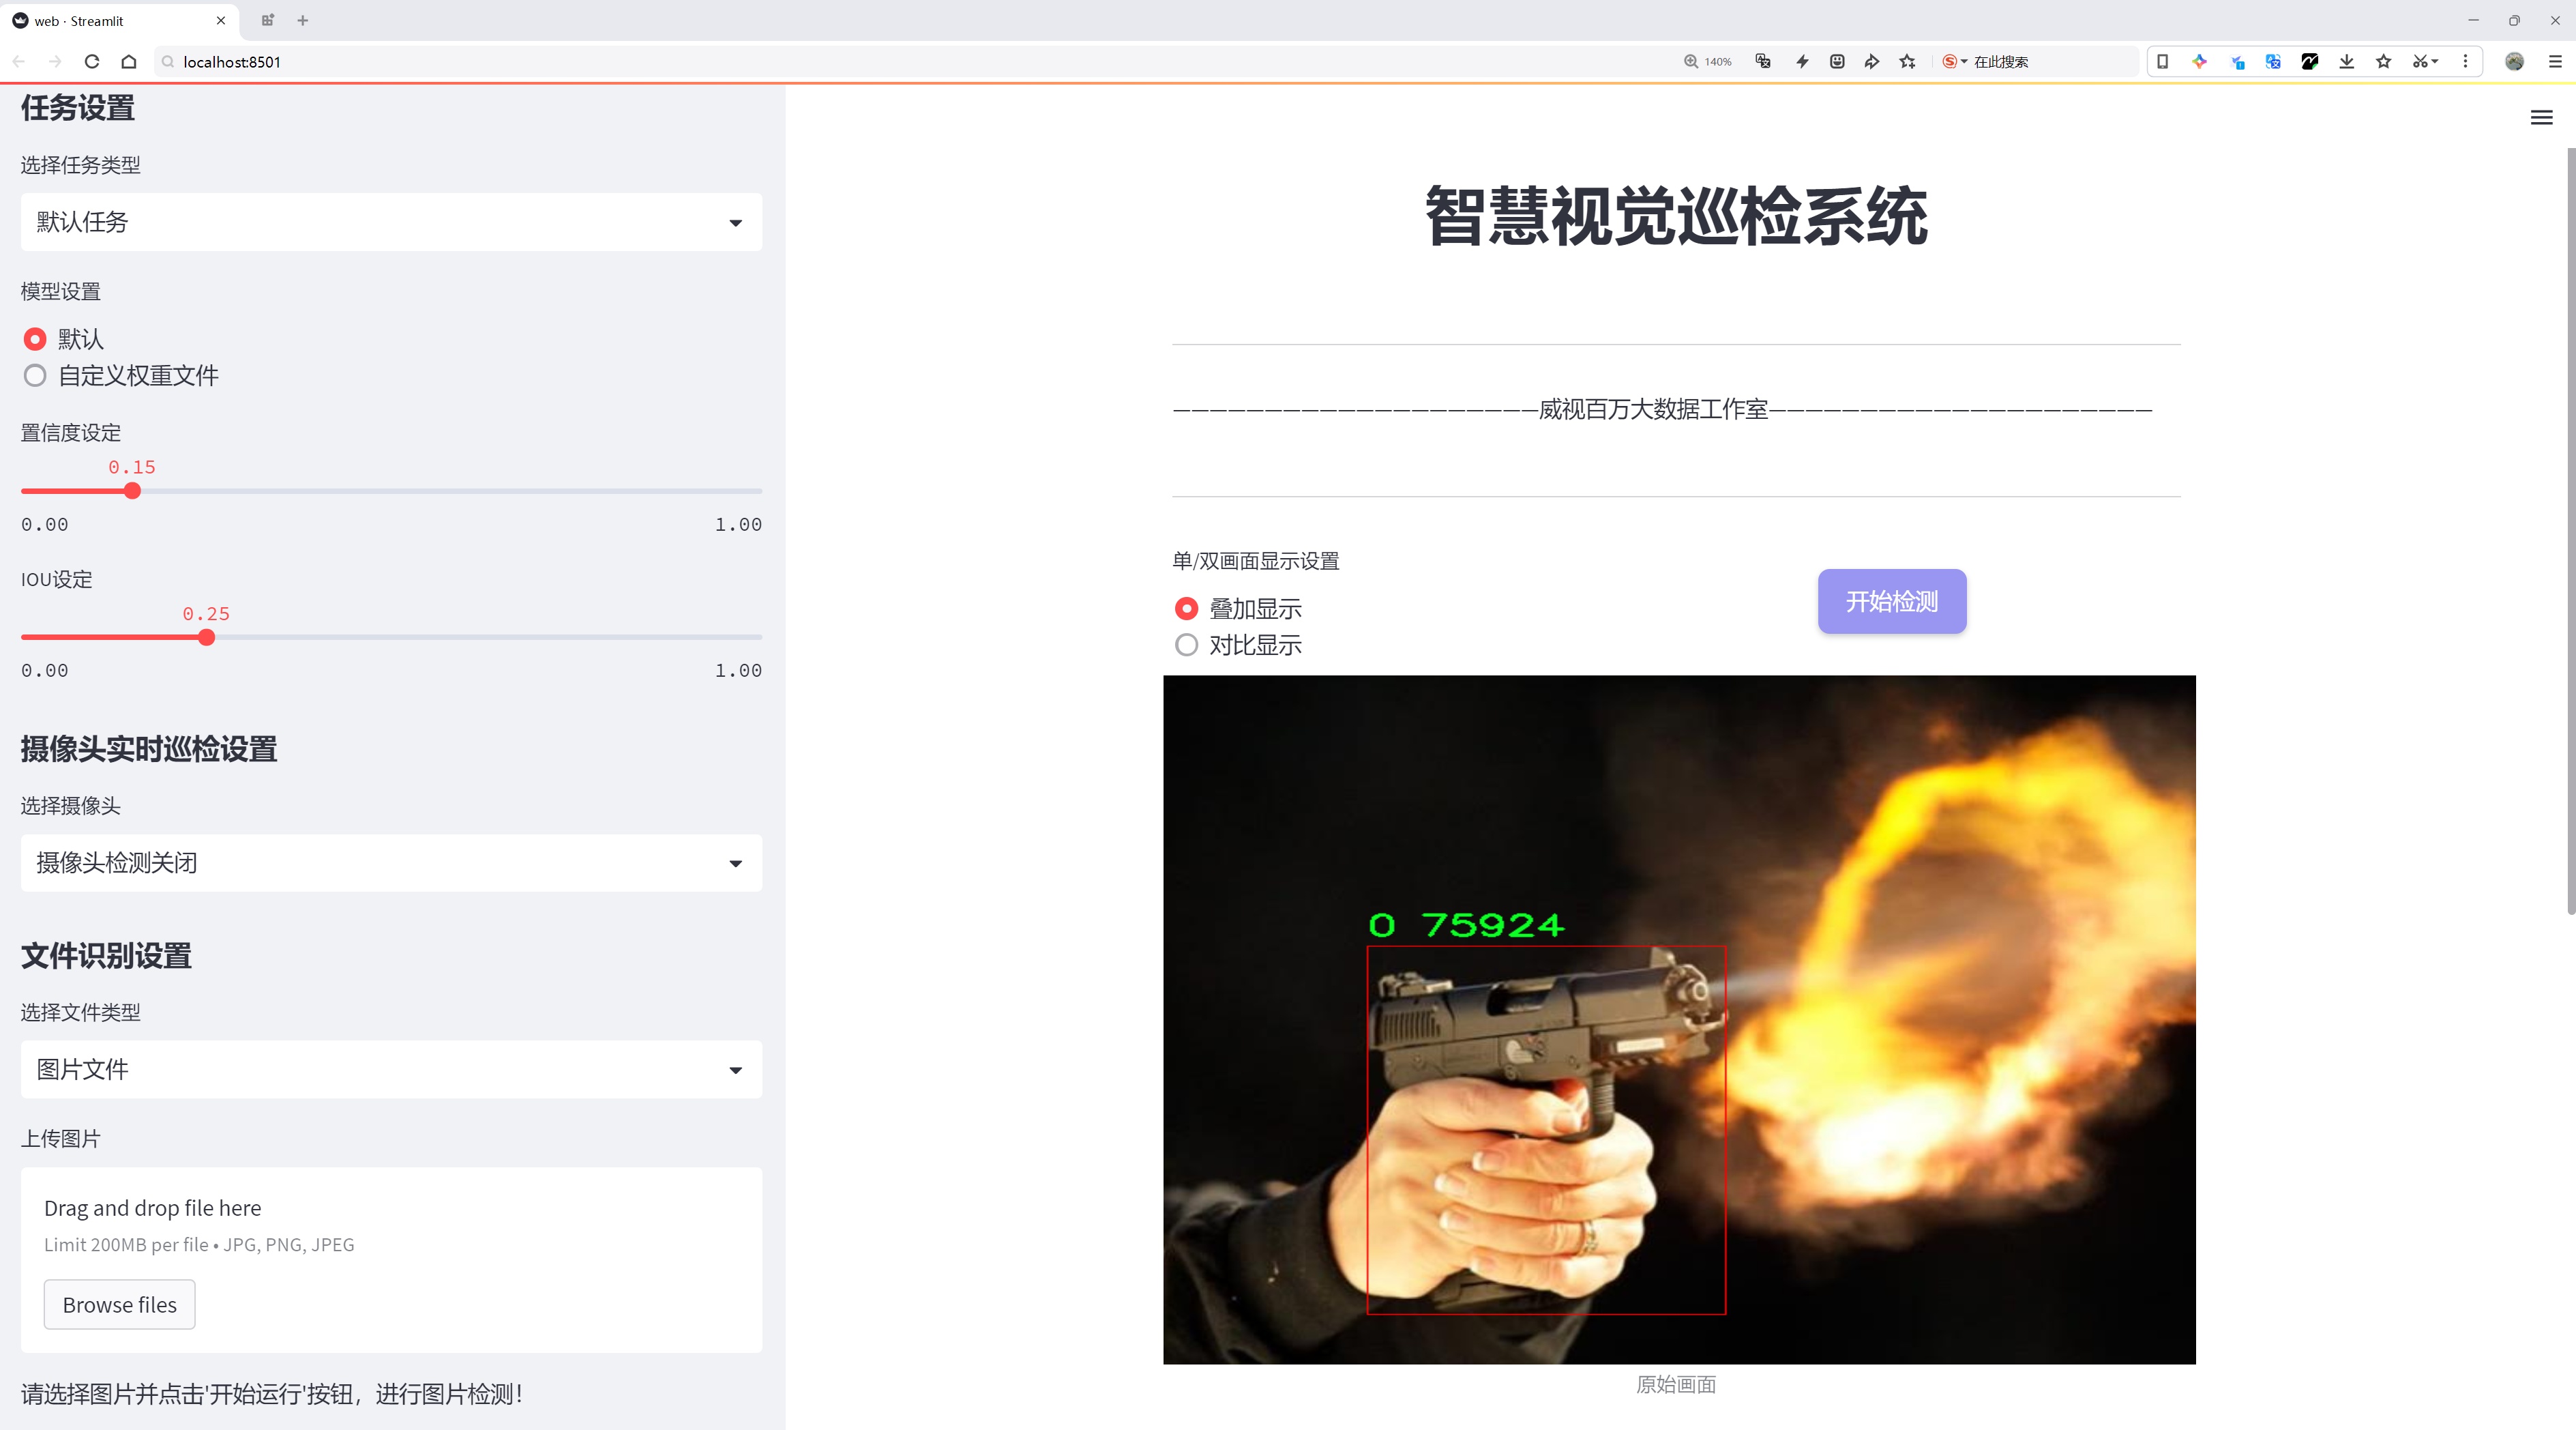 web · Streamlit
localhost:8501
140%
在此搜索
任务设置
选择任务类型
默认任务
模型设置
默认
自定义权重文件
置信度设定
0.15
0.00 1.00
IOU设定
0.25
0.00 1.00
摄像头实时巡检设置
选择摄像头
摄像头检测关闭
文件识别设置
选择文件类型
图片文件
上传图片
Drag and drop file here
Limit 200MB per file • JPG, PNG, JPEG
Browse files
请选择图片并点击'开始运行'按钮，进行图片检测！
智慧视觉巡检系统
————————————————————威视百万大数据工作室—————————————————————
单/双画面显示设置
叠加显示
对比显示
开始检测
0 75924
原始画面